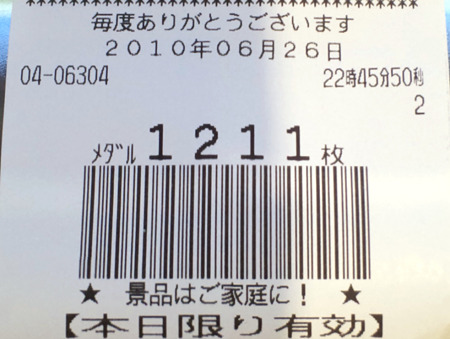 ****************************************
毎度ありがとうございます
2010年06月26日
04-06304 22時45分50秒
2
ﾒﾀﾞﾙ 1211枚
★ 景品はご家庭に! ★
【本日限り有効】